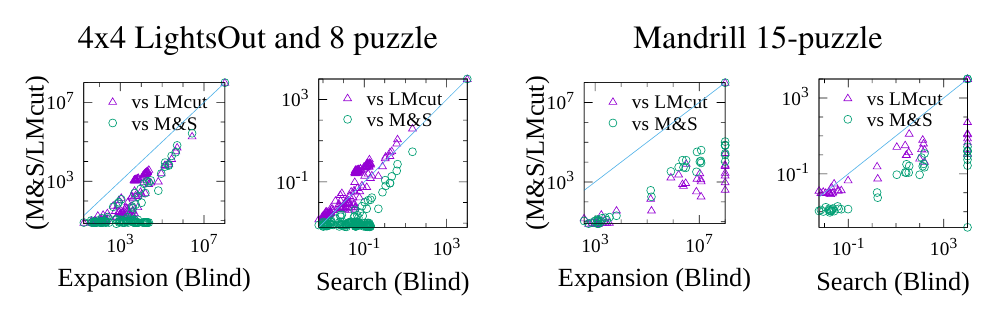 4x4 LightsOut and 8 puzzle
Mandrill 15-puzzle
(M&S/LMcut)
10^7
10^3
vs LMcut
vs M&S
10^3
10^7
Expansion (Blind)
10^3
10^-1
vs LMcut
vs M&S
10^-1
10^3
Search (Blind)
(M&S/LMcut)
10^7
10^3
vs LMcut
vs M&S
10^3
10^7
Expansion (Blind)
10^3
10^-1
vs LMcut
vs M&S
10^-1
10^3
Search (Blind)